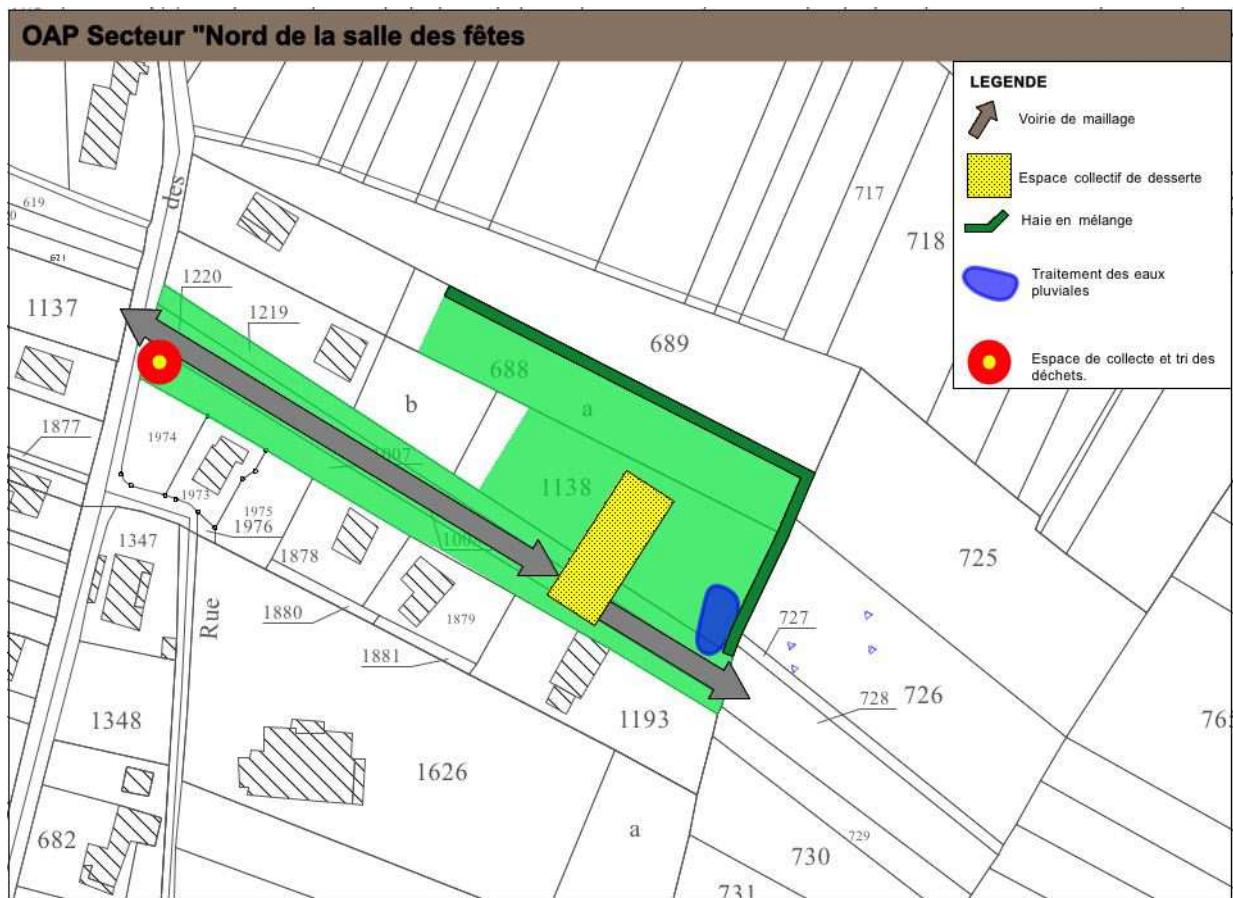 OAP Secteur "Nord de la salle des fêtes
LEGENDE
Voirie de maillage
Espace collectif de desserte
Haie en mélange
Traitement des eaux
pluviales
Espace de collecte et tri des
déchets.
des
619
621
1137
1220
1219
717
718
689
688
a
b
1877
1974
1973
1975
1976
1007
1138
1347
1347
1878
1880
1879
1881
Rue
725
727
728
726
1348
1193
1626
682
a
729
730
731